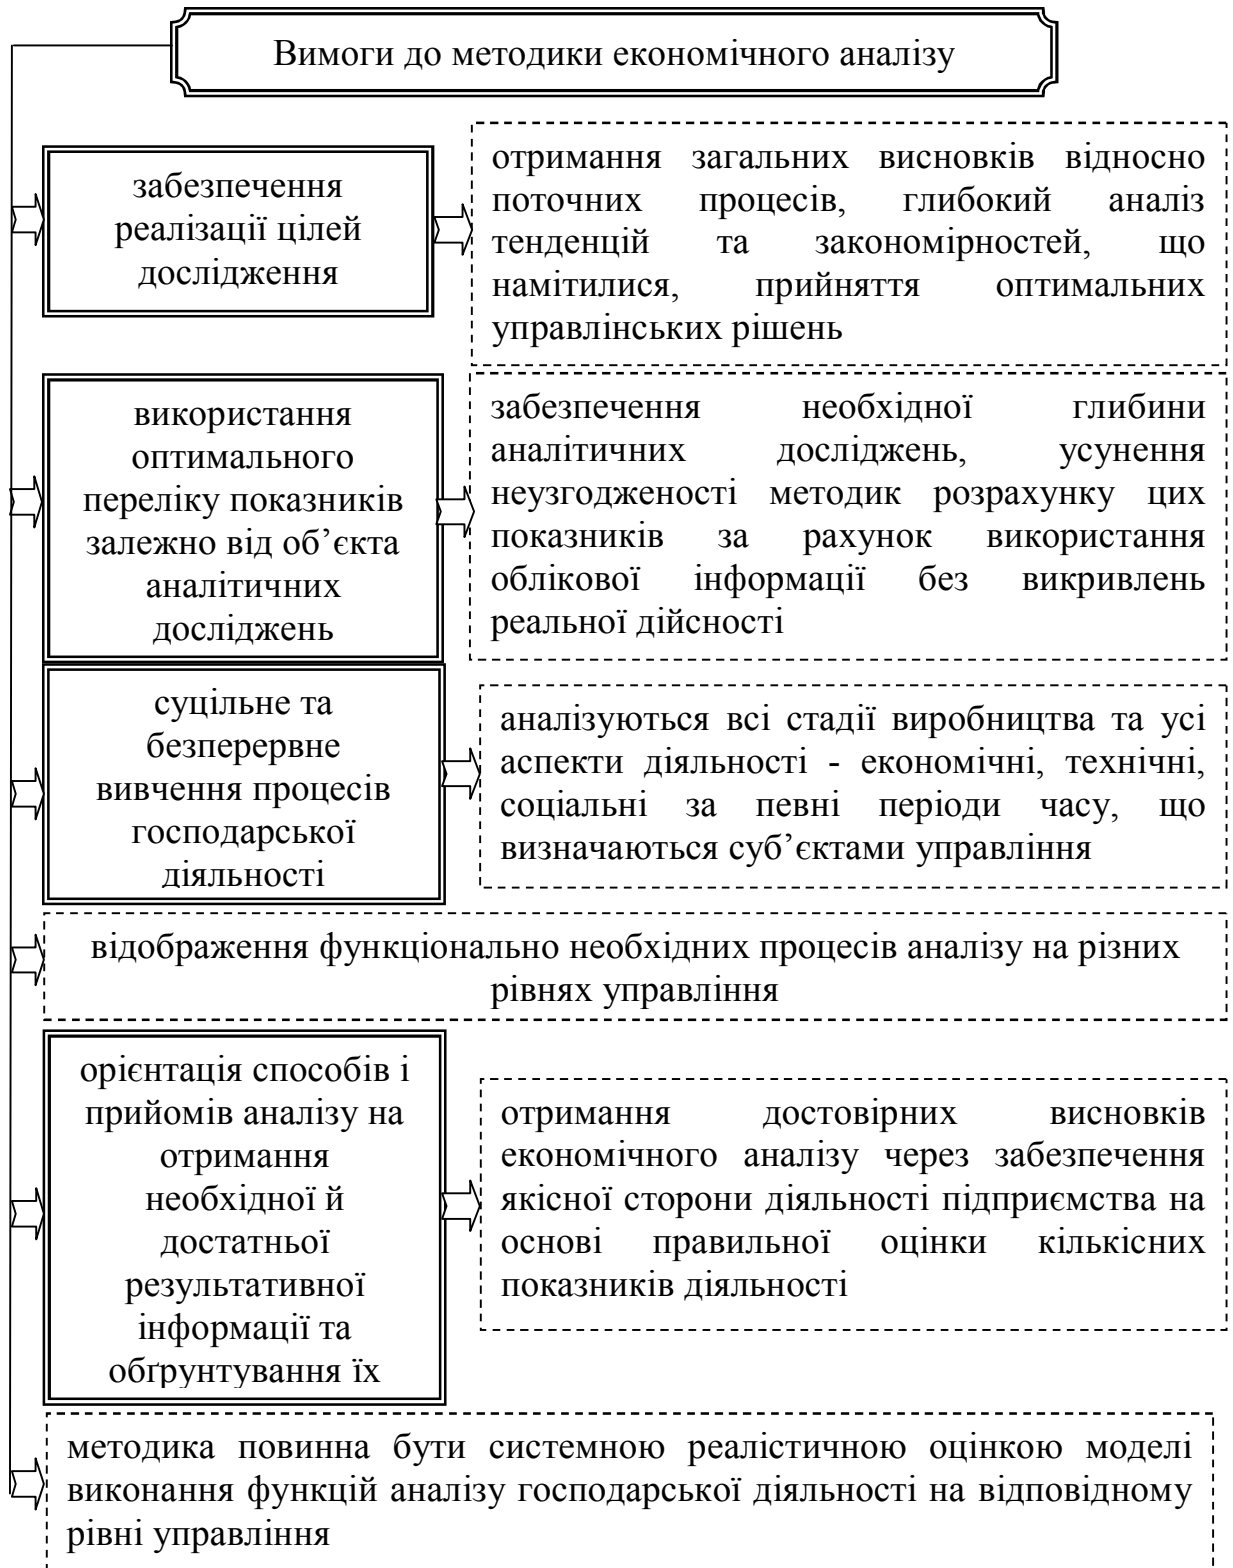 Вимоги до методики економічного аналізу
забезпечення
реалізації цілей
дослідження
отримання загальних висновків відносно
поточних процесів, глибокий аналіз
тенденцій та закономірностей, що
намітилися, прийняття оптимальних
управлінських рішень
використання
оптимального
переліку показників
залежно від об’єкта
аналітичних
досліджень
забезпечення необхідної глибини
аналітичних досліджень, усунення
неузгодженості методик розрахунку цих
показників за рахунок використання
облікової інформації без викривлень
реальної дійсності
суцільне та
безперервне
вивчення процесів
господарської
діяльності
аналізуються всі стадії виробництва та усі
аспекти діяльності - економічні, технічні,
соціальні за певні періоди часу, що
визначаються суб’єктами управління
відображення функціонально необхідних процесів аналізу на різних
рівнях управління
орієнтація способів і
прийомів аналізу на
отримання
необхідної й
достатньої
результативної
інформації та
обґрунтування їх
отримання достовірних висновків
економічного аналізу через забезпечення
якісної сторони діяльності підприємства на
основі правильної оцінки кількісних
показників діяльності
методика повинна бути системною реалістичною оцінкою моделі
виконання функцій аналізу господарської діяльності на відповідному
рівні управління